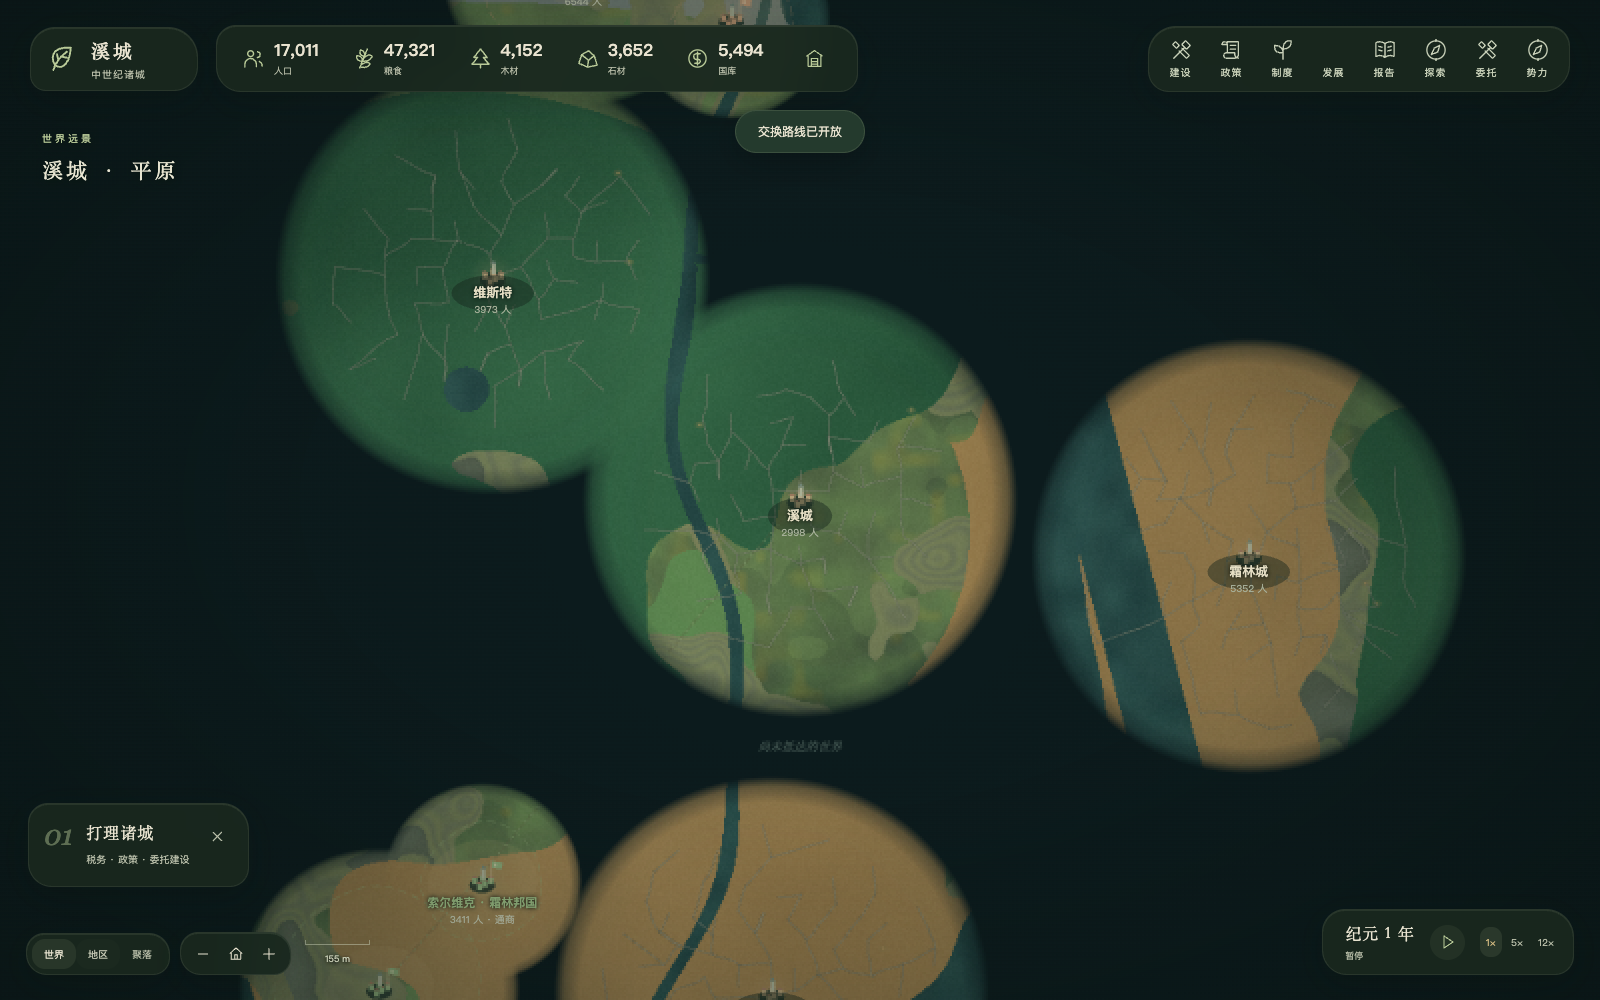 6544 人
溪城
中世纪诸城
17,011
人口
47,321
粮食
4,152
木材
3,652
石材
5,494
国库
建设
政策
制度
发展
报告
探索
委托
势力
交换路线已开放
世界远景
溪城 · 平原
维斯特
3973 人
溪城
2998 人
霜林城
5352 人
尚未抵达的世界
01
打理诸城
税务 · 政策 · 委托建设
索尔维克 · 霜林邦国
3411 人 · 通商
世界
地区
聚落
155 m
纪元 1 年
暂停
1×
5×
12×